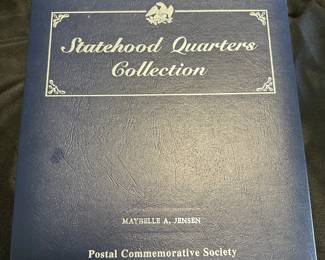 Statehood Quarters
Collection
MAYBELLE A. JENSEN
Postal Commemorative Society